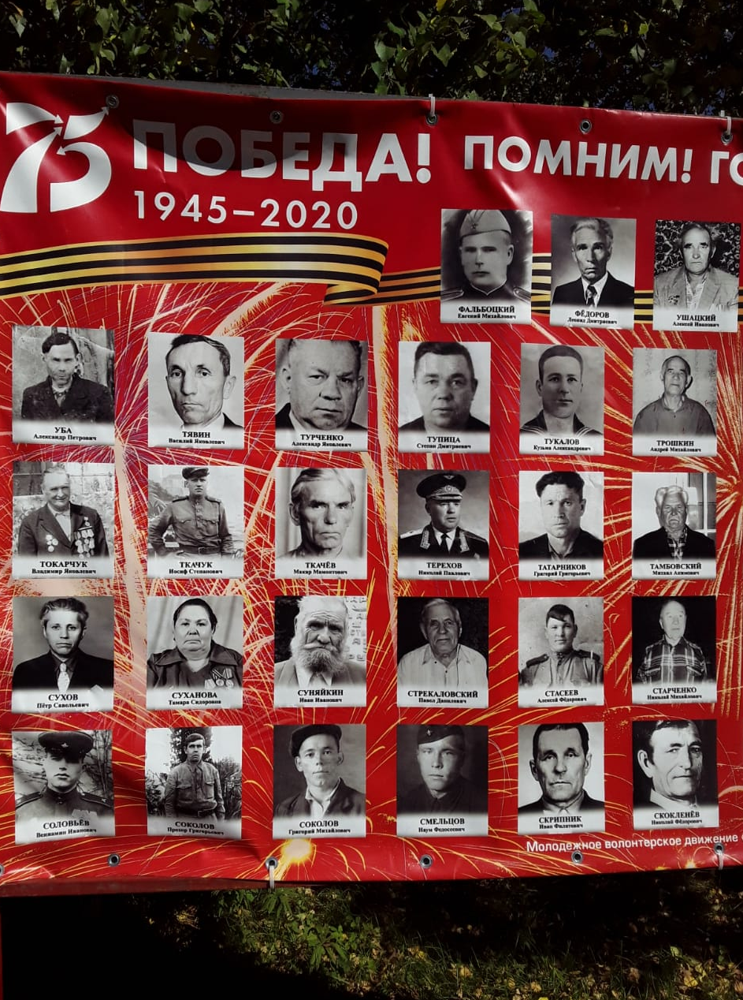 75
ПОБЕДА! ПОМНИМ! ГО
1945–2020
ФАЛЬБОЦКИЙ
Евгений Михайлович
ФЁДОРОВ
Леонид Дмитриевич
УШАЦКИЙ
Алексей Иванович
УБА
Александр Петрович
ТЯВИН
Василий Яковлевич
ТУРЧЕНКО
Александр Яковлевич
ТУПИЦА
Степан Дмитриевич
ТУКАЛОВ
Кузьма Александрович
ТРОШКИН
Андрей Михайлович
ТОКАРЧУК
Владимир Яковлевич
ТКАЧУК
Иосиф Степанович
ТКАЧЁВ
Макар Мамонтович
ТЕРЕХОВ
Николай Павлович
ТАТАРНИКОВ
Григорий Григорьевич
ТАМБОВСКИЙ
Михаил Акимович
СУХОВ
Пётр Савельевич
СУХАНОВА
Тамара Сидоровна
СУНЯЙКИН
Иван Иванович
СТРЕКАЛОВСКИЙ
Павел Данилович
СТАСЕЕВ
Алексей Фёдорович
СТАРЧЕНКО
Николай Михайлович
СОЛОВЬЁВ
Вениамин Иванович
СОКОЛОВ
Прохор Григорьевич
СОКОЛОВ
Григорий Михайлович
СМЕЛЬЦОВ
Наум Федосеевич
СКРИПНИК
Иван Филатович
СКОКЛЕНЁВ
Николай Фёдорович
Молодежное волонтерское движение